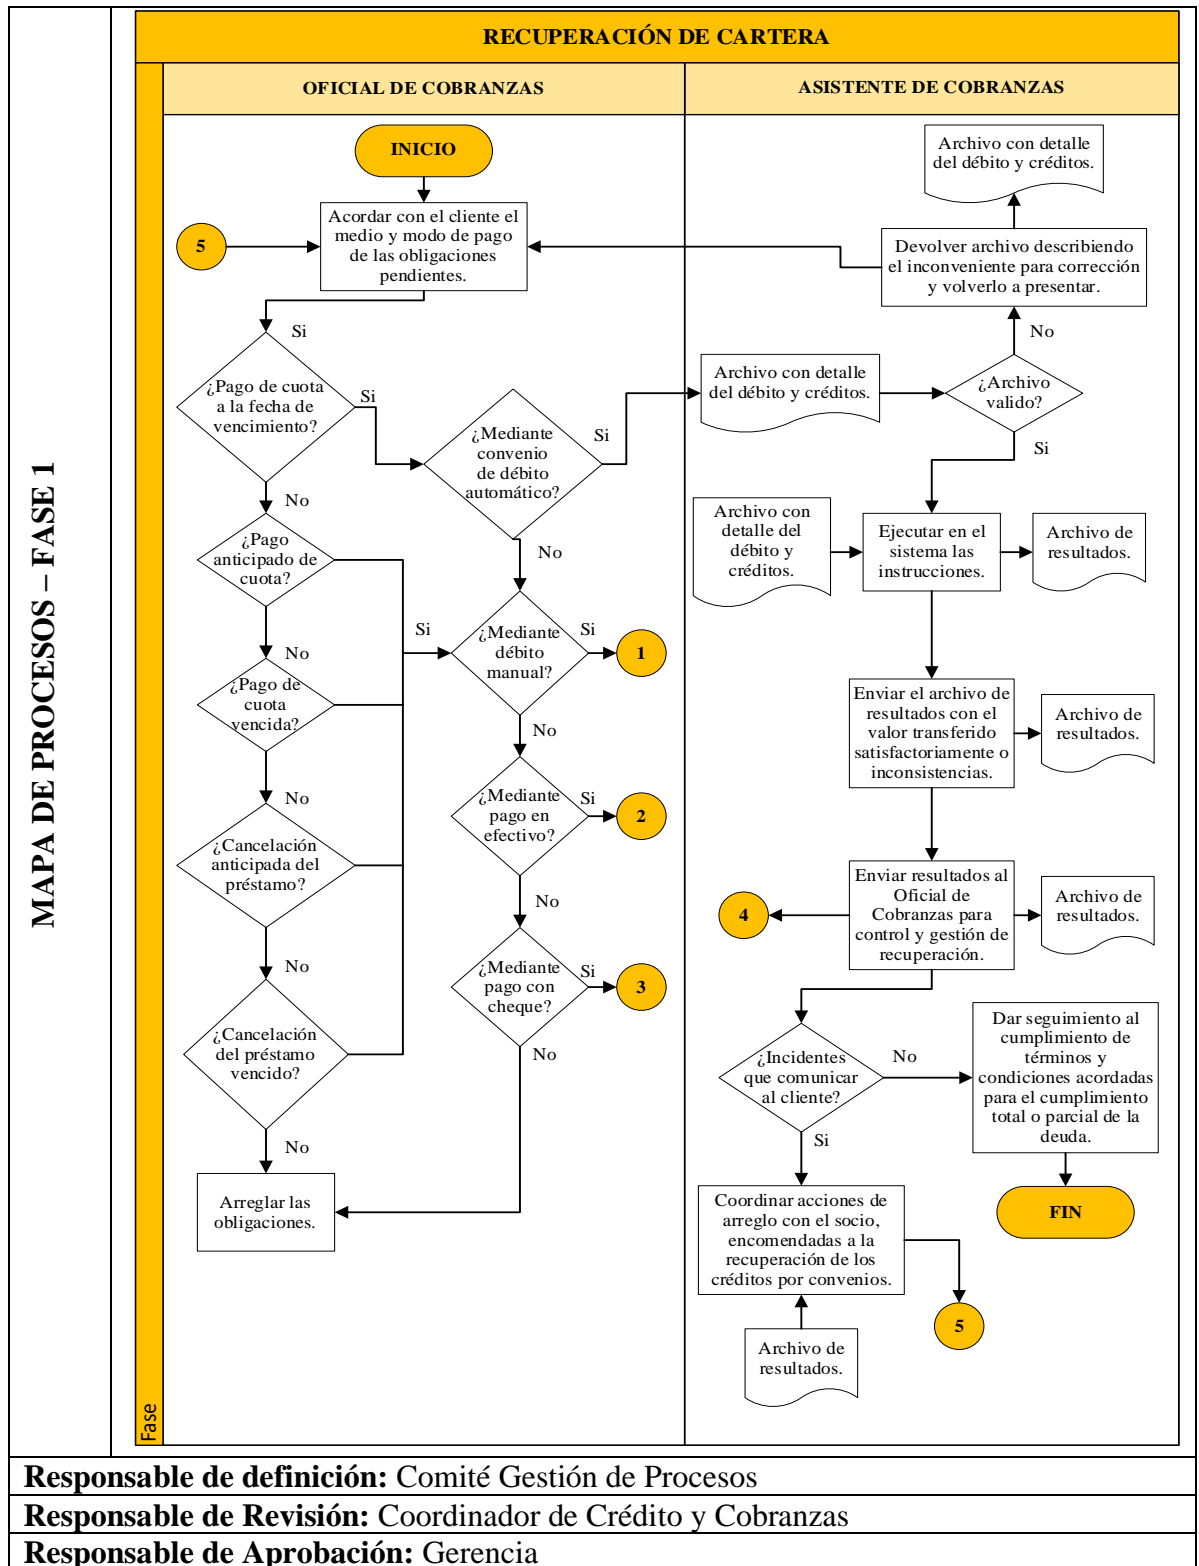 MAPA DE PROCESOS – FASE 1
RECUPERACIÓN DE CARTERA
Fase
OFICIAL DE COBRANZAS
INICIO
5
Acordar con el cliente el
medio y modo de pago
de las obligaciones
pendientes.
Si
¿Pago de cuota
a la fecha de
vencimiento?
Si
No
¿Mediante
convenio
de débito
automático?
Si
No
¿Pago
anticipado de
cuota?
No
Si
¿Mediante
débito
manual?
Si
1
No
¿Pago de
cuota
vencida?
No
¿Mediante
pago en
efectivo?
Si
2
No
¿Cancelación
anticipada del
préstamo?
No
¿Mediante
pago con
cheque?
Si
3
No
¿Cancelación
del préstamo
vencido?
No
Arreglar las
obligaciones.
ASISTENTE DE COBRANZAS
Archivo con detalle
del débito y créditos.
Devolver archivo describiendo
el inconveniente para corrección
y volverlo a presentar.
No
Archivo con detalle
del débito y créditos.
¿Archivo
valido?
Si
Archivo con
detalle del
débito y
créditos.
Ejecutar en el
sistema las
instrucciones.
Archivo de
resultados.
Enviar el archivo de
resultados con el
valor transferido
satisfactoriamente o
inconsistencias.
Archivo de
resultados.
4
Enviar resultados al
Oficial de
Cobranzas para
control y gestión de
recuperación.
Archivo de
resultados.
¿Incidentes
que comunicar
al cliente?
No
Dar seguimiento al
cumplimiento de
términos y
condiciones acordadas
para el cumplimiento
total o parcial de la
deuda.
Si
FIN
Coordinar acciones de
arreglo con el socio,
encomendadas a la
recuperación de los
créditos por convenios.
5
Archivo de
resultados.
Responsable de definición: Comité Gestión de Procesos
Responsable de Revisión: Coordinador de Crédito y Cobranzas
Responsable de Aprobación: Gerencia